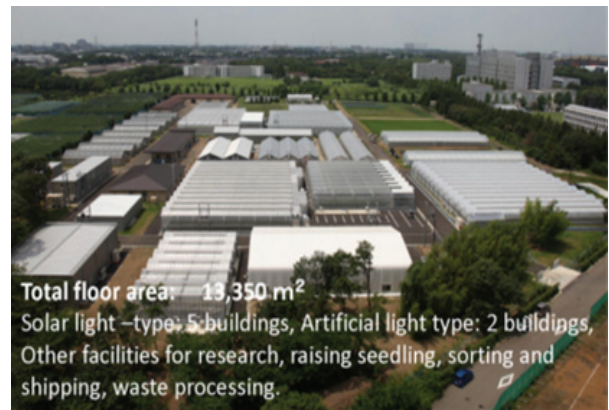 Total floor area: 13,350 m²
Solar light –type: 5 buildings, Artificial light type: 2 buildings,
Other facilities for research, raising seedling, sorting and
shipping, waste processing.